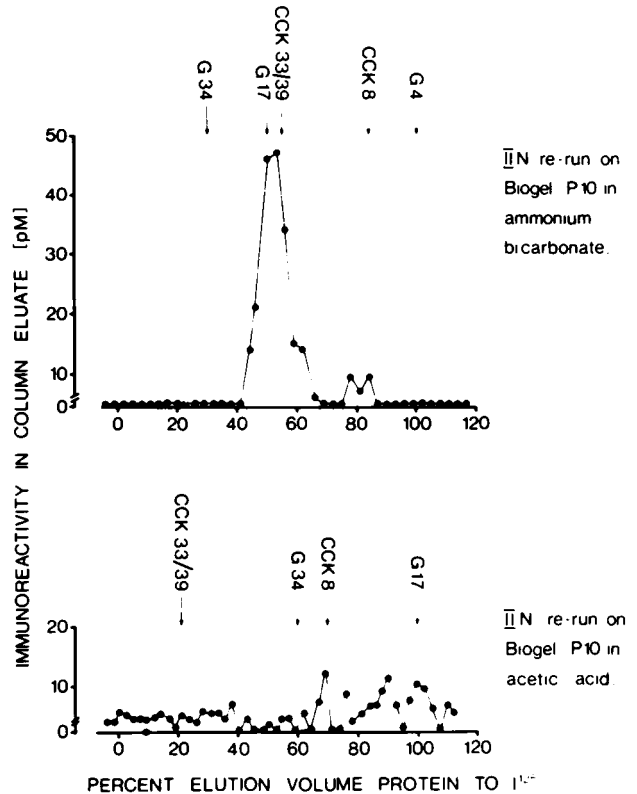 G 34
G 17
CCK 33/39
CCK 8
G 4
50
40
30
20
10
0
0 20 40 60 80 100 120
IIN re-run on
Biogel P10 in
ammonium
bicarbonate.
IMMUNOREACTIVITY IN COLUMN ELUATE [pM]
CCK 33/39
G 34
CCK 8
G 17
20
10
0
0 20 40 60 80 100 120
IIN re-run on
Biogel P10 in
acetic acid.
PERCENT ELUTION VOLUME PROTEIN TO